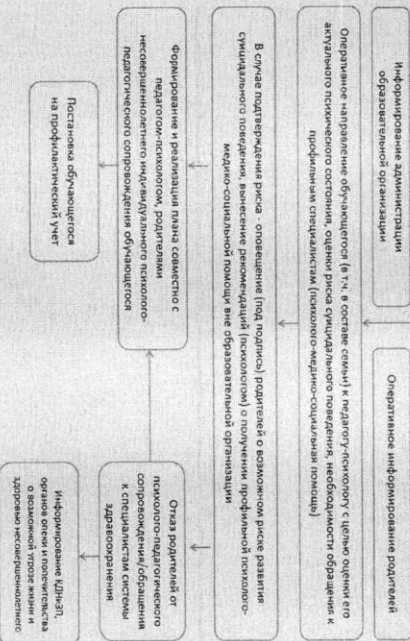 Информирование администрации
образовательной организации
Оперативное информирование родителей
Оперативное направление обучающегося (в т.ч. в составе семьи) к педагогу-психологу с целью оценки его
актуального психического состояния, оценки риска суицидального поведения, необходимости обращения к
профильным специалистам (психолого-медико-социальная помощь)
В случае подтверждения риска - оповещение (под подпись) родителей о возможном риске развития
суицидального поведения, вынесение рекомендаций (психологом) о получении профильной психолого-
медико-социальной помощи вне образовательной организации
Формирование и реализация плана совместно с
педагогом-психологом, родителями
несовершеннолетнего индивидуального психолого-
педагогического сопровождения обучающегося
Отказ родителей от
психолого-педагогического
сопровождения/обращения
к специалистам системы
здравоохранения
Постановка обучающегося
на профилактический учет
Информирование КДНиЗП,
органов опеки и попечительства
о возможной угрозе жизни и
здоровью несовершеннолетнего